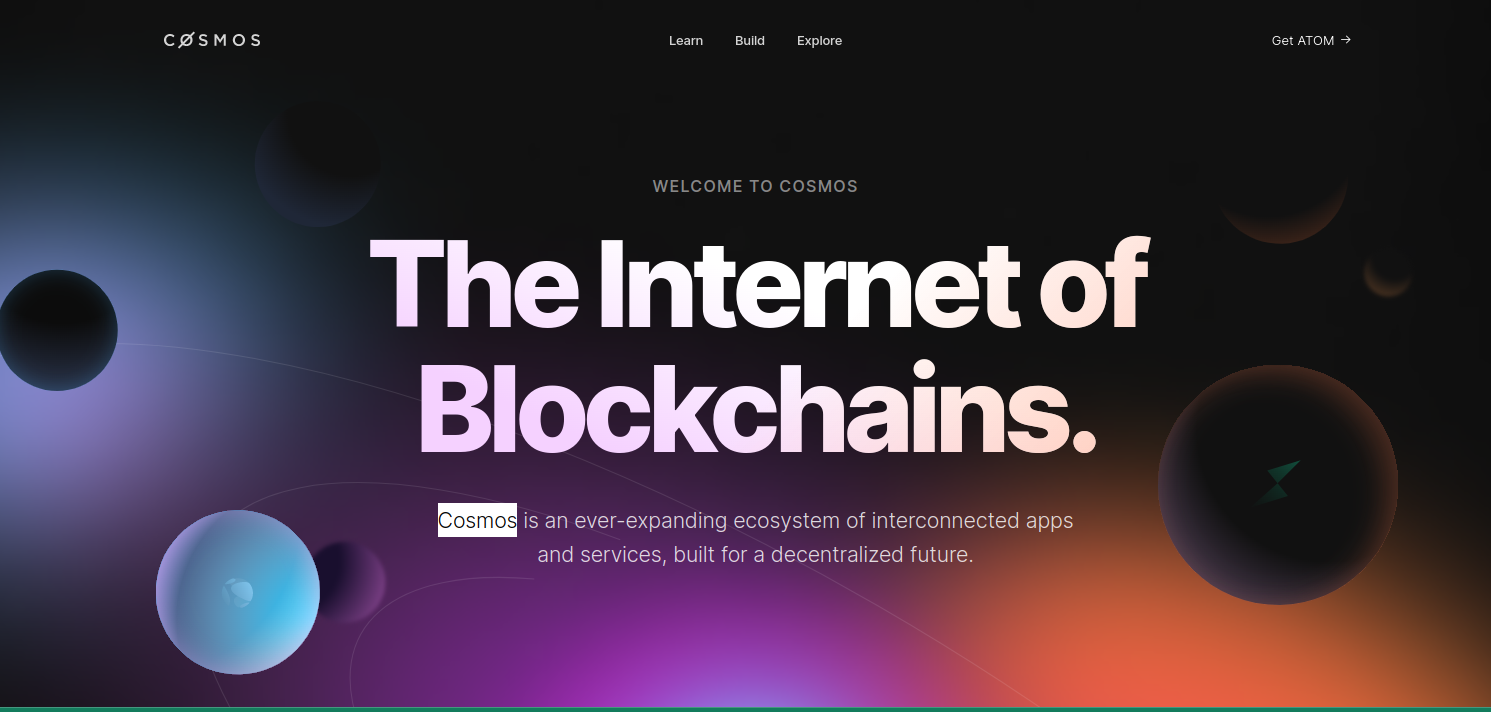 CØSMOS
Learn Build Explore
Get ATOM →
WELCOME TO COSMOS
The Internet of
Blockchains.
Cosmos is an ever-expanding ecosystem of interconnected apps
and services, built for a decentralized future.